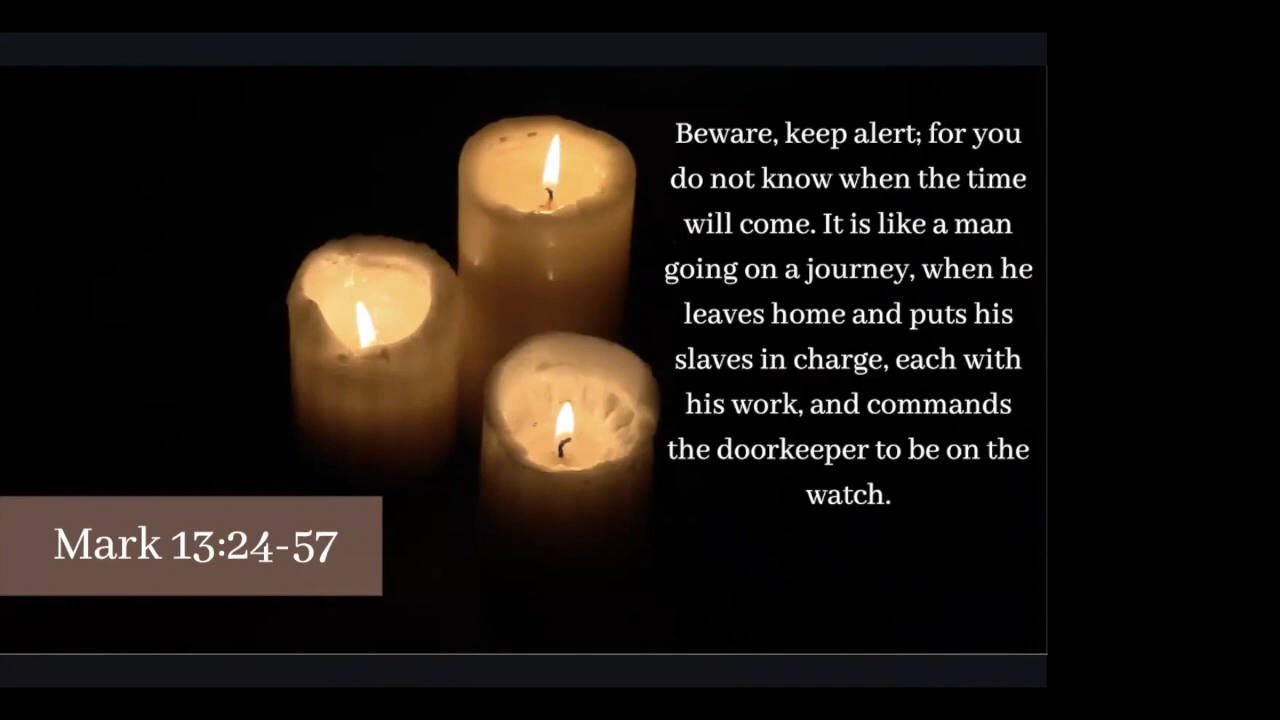 Beware, keep alert; for you
do not know when the time
will come. It is like a man
going on a journey, when he
leaves home and puts his
slaves in charge, each with
his work, and commands
the doorkeeper to be on the
watch.
Mark 13:24-57